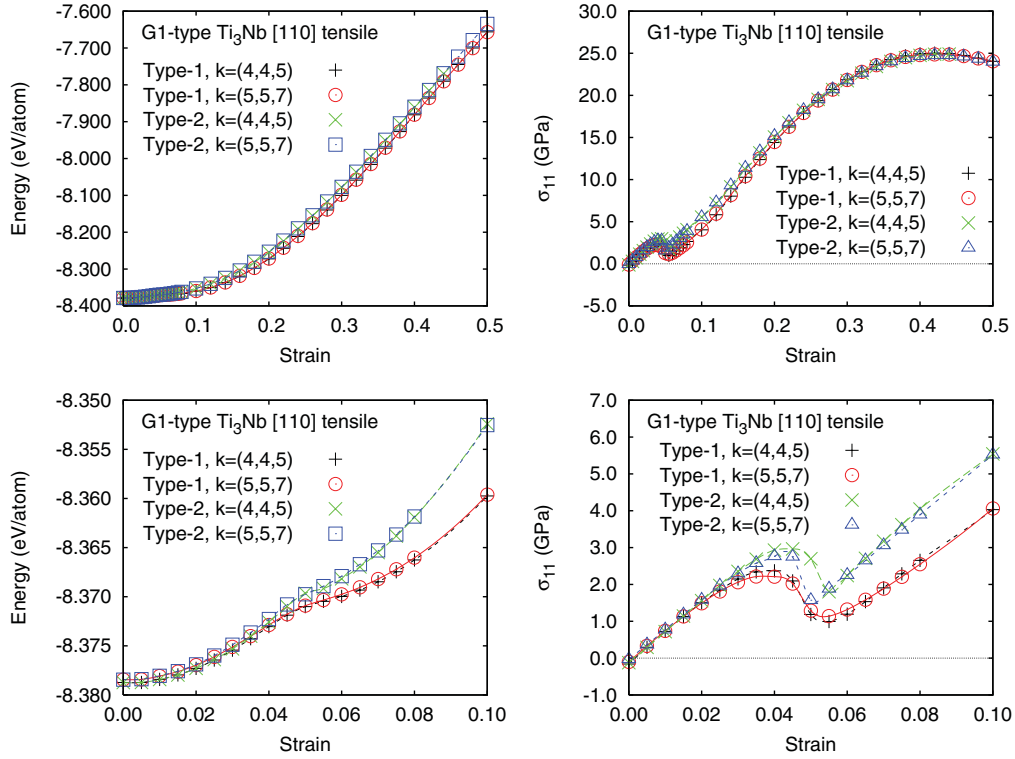 G1-type Ti3Nb [110] tensile
Type-1, k=(4,4,5)
Type-1, k=(5,5,7)
Type-2, k=(4,4,5)
Type-2, k=(5,5,7)
Energy (eV/atom)
-7.600
-7.700
-7.800
-7.900
-8.000
-8.100
-8.200
-8.300
-8.400
0.0 0.1 0.2 0.3 0.4 0.5
Strain
G1-type Ti3Nb [110] tensile
Type-1, k=(4,4,5)
Type-1, k=(5,5,7)
Type-2, k=(4,4,5)
Type-2, k=(5,5,7)
σ11 (GPa)
30.0
25.0
20.0
15.0
10.0
5.0
0.0
-5.0
0.0 0.1 0.2 0.3 0.4 0.5
Strain
G1-type Ti3Nb [110] tensile
Type-1, k=(4,4,5)
Type-1, k=(5,5,7)
Type-2, k=(4,4,5)
Type-2, k=(5,5,7)
Energy (eV/atom)
-8.350
-8.355
-8.360
-8.365
-8.370
-8.375
-8.380
0.00 0.02 0.04 0.06 0.08 0.10
Strain
G1-type Ti3Nb [110] tensile
Type-1, k=(4,4,5)
Type-1, k=(5,5,7)
Type-2, k=(4,4,5)
Type-2, k=(5,5,7)
σ11 (GPa)
7.0
6.0
5.0
4.0
3.0
2.0
1.0
0.0
-1.0
0.00 0.02 0.04 0.06 0.08 0.10
Strain